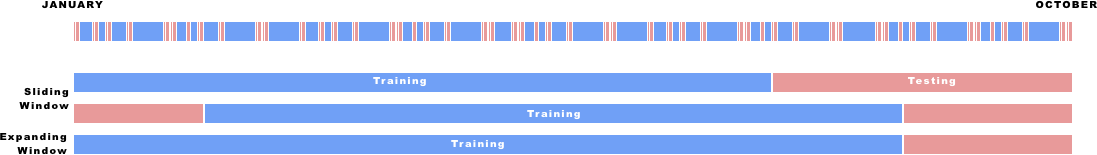 JANUARY
OCTOBER
Training
Testing
Sliding
Window
Training
Expanding
Window
Training